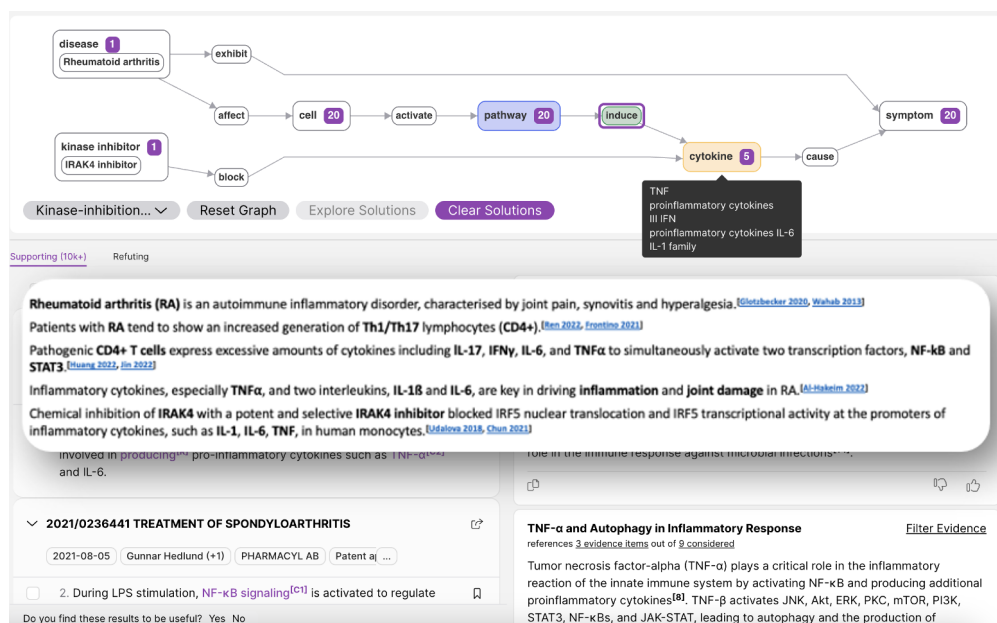 disease 1
Rheumatoid arthritis
exhibit
affect
cell 20
activate
pathway 20
induce
symptom 20
kinase inhibitor 1
IRAK4 inhibitor
block
cytokine 5
cause
TNF
proinflammatory cytokines
III IFN
proinflammatory cytokines IL-6
IL-1 family
Kinase-inhibition...
Reset Graph
Explore Solutions
Clear Solutions
Supporting (10k+)
Refuting
Rheumatoid arthritis (RA) is an autoimmune inflammatory disorder, characterised by joint pain, synovitis and hyperalgesia.[Glotzbecker 2020, Wahab 2013]
Patients with RA tend to show an increased generation of Th1/Th17 lymphocytes (CD4+).[Ren 2022, Frontino 2021]
Pathogenic CD4+ T cells express excessive amounts of cytokines including IL-17, IFNγ, IL-6, and TNFα to simultaneously activate two transcription factors, NF-kB and
STAT3.[Huang 2022, Jin 2022]
Inflammatory cytokines, especially TNFα, and two interleukins, IL-1ß and IL-6, are key in driving inflammation and joint damage in RA.[Al-Hakeim 2022]
Chemical inhibition of IRAK4 with a potent and selective IRAK4 inhibitor blocked IRF5 nuclear translocation and IRF5 transcriptional activity at the promoters of
inflammatory cytokines, such as IL-1, IL-6, TNF, in human monocytes.[Udalova 2018, Chun 2021]
involved in producing pro-inflammatory cytokines such as TNF-α[C2]
and IL-6.
role in the immune response against microbial infections
2021/0236441 TREATMENT OF SPONDYLOARTHRITIS
2021-08-05
Gunnar Hedlund (+1)
PHARMACYL AB
Patent a
...
2. During LPS stimulation, NF-κB signaling[C1] is activated to regulate
Do you find these results to be useful? Yes No
TNF-α and Autophagy in Inflammatory Response
Filter Evidence
references 3 evidence items out of 9 considered
Tumor necrosis factor-alpha (TNF-α) plays a critical role in the inflammatory
reaction of the innate immune system by activating NF-κB and producing additional
proinflammatory cytokines[8]. TNF-β activates JNK, Akt, ERK, PKC, mTOR, PI3K,
STAT3, NF-κBs, and JAK-STAT, leading to autophagy and the production of